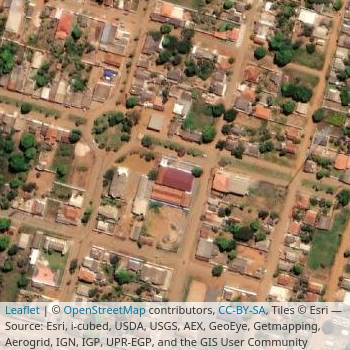 Leaflet | © OpenStreetMap contributors, CC-BY-SA, Tiles © Esri —
Source: Esri, i-cubed, USDA, USGS, AEX, GeoEye, Getmapping,
Aerogrid, IGN, IGP, UPR-EGP, and the GIS User Community